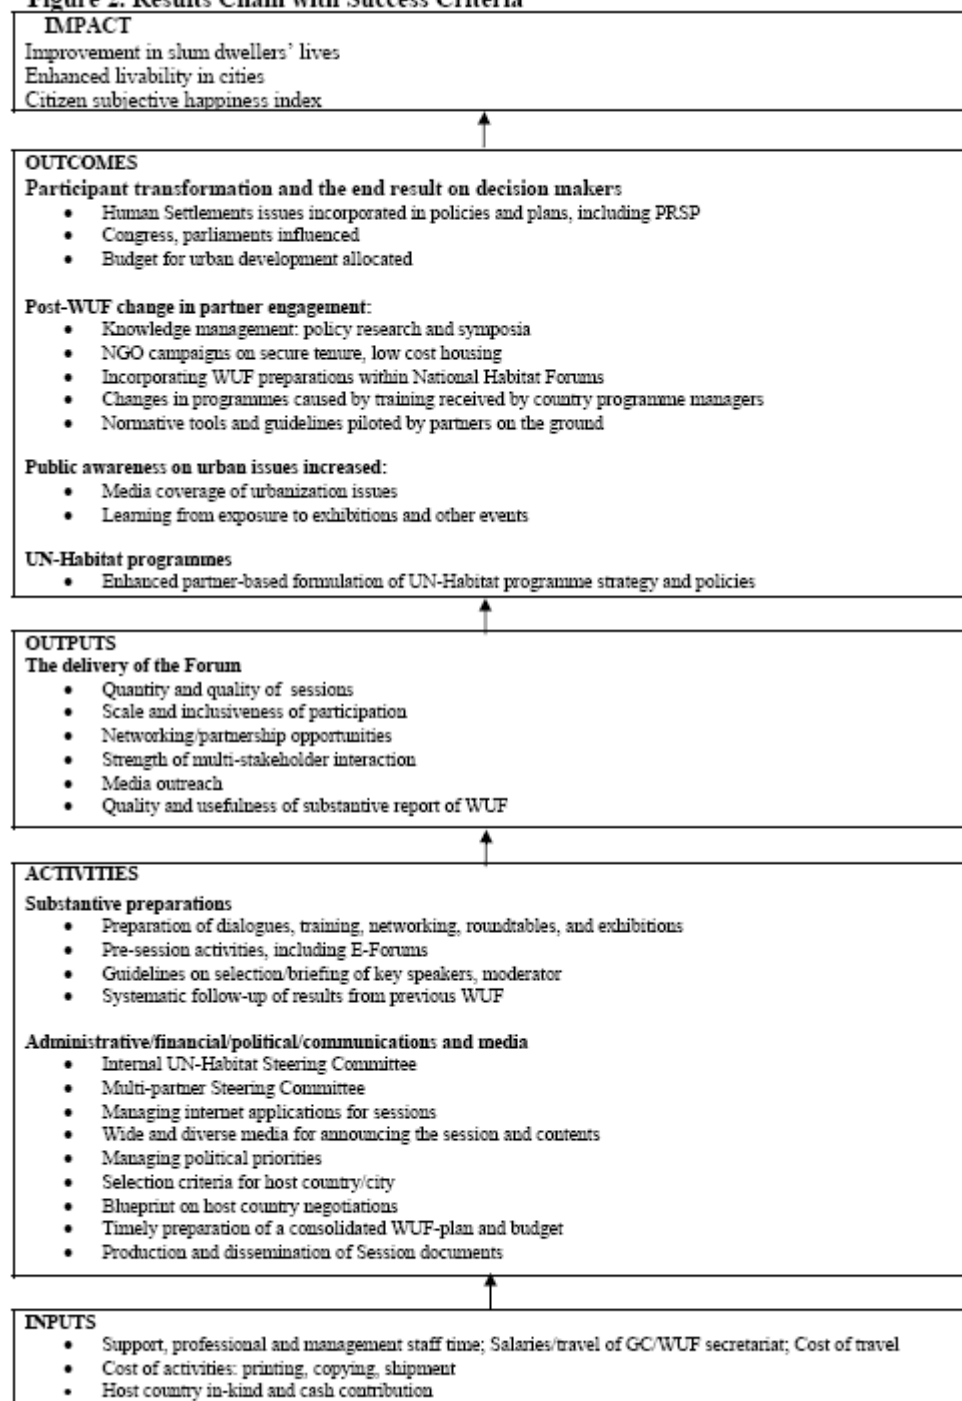 Figure 2: Results Chain with Success Criteria
IMPACT
Improvement in slum dwellers' lives
Enhanced livability in cities
Citizen subjective happiness index
OUTCOMES
Participant transformation and the end result on decision makers
• Human Settlements issues incorporated in policies and plans, including PRSP
• Congress, parliaments influenced
• Budget for urban development allocated
Post-WUF change in partner engagement:
• Knowledge management: policy research and symposia
• NGO campaigns on secure tenure, low cost housing
• Incorporating WUF preparations within National Habitat Forums
• Changes in programmes caused by training received by country programme managers
• Normative tools and guidelines piloted by partners on the ground
Public awareness on urban issues increased:
• Media coverage of urbanization issues
• Learning from exposure to exhibitions and other events
UN-Habitat programmes
• Enhanced partner-based formulation of UN-Habitat programme strategy and policies
OUTPUTS
The delivery of the Forum
• Quantity and quality of sessions
• Scale and inclusiveness of participation
• Networking/partnership opportunities
• Strength of multi-stakeholder interaction
• Media outreach
• Quality and usefulness of substantive report of WUF
ACTIVITIES
Substantive preparations
• Preparation of dialogues, training, networking, roundtables, and exhibitions
• Pre-session activities, including E-Forums
• Guidelines on selection/briefing of key speakers, moderator
• Systematic follow-up of results from previous WUF
Administrative/financial/political/communications and media
• Internal UN-Habitat Steering Committee
• Multi-partner Steering Committee
• Managing internet applications for sessions
• Wide and diverse media for announcing the session and contents
• Managing political priorities
• Selection criteria for host country/city
• Blueprint on host country negotiations
• Timely preparation of a consolidated WUF-plan and budget
• Production and dissemination of Session documents
INPUTS
• Support, professional and management staff time; Salaries/travel of GC/WUF secretariat; Cost of travel
• Cost of activities: printing, copying, shipment
• Host country in-kind and cash contribution